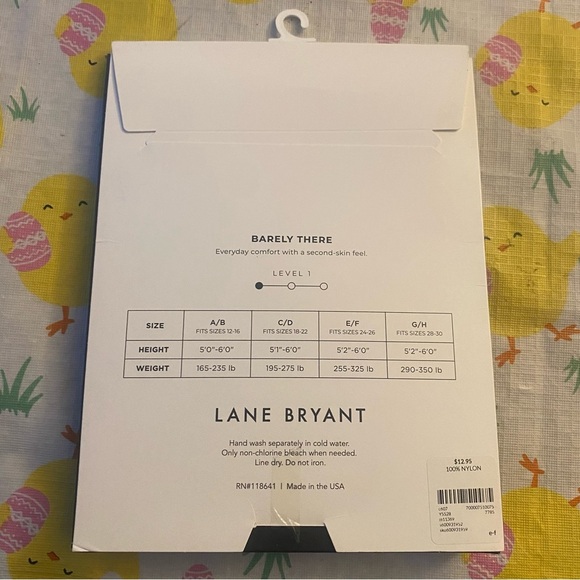 BARELY THERE
Everyday comfort with a second-skin feel.
LEVEL 1
SIZE A/B C/D E/F G/H
FITS SIZES 12-16 FITS SIZES 18-22 FITS SIZES 24-26 FITS SIZES 28-30
HEIGHT 5'0"-6'0" 5'1"-6'0" 5'2"-6'0" 5'2"-6'0"
WEIGHT 165-235 lb 195-275 lb 255-325 lb 290-350 lb
LANE BRYANT
Hand wash separately in cold water.
Only non-chlorine bleach when needed.
Line dry. Do not iron.
RN#118641 | Made in the USA
$12.95
100% NYLON
7785
e-f